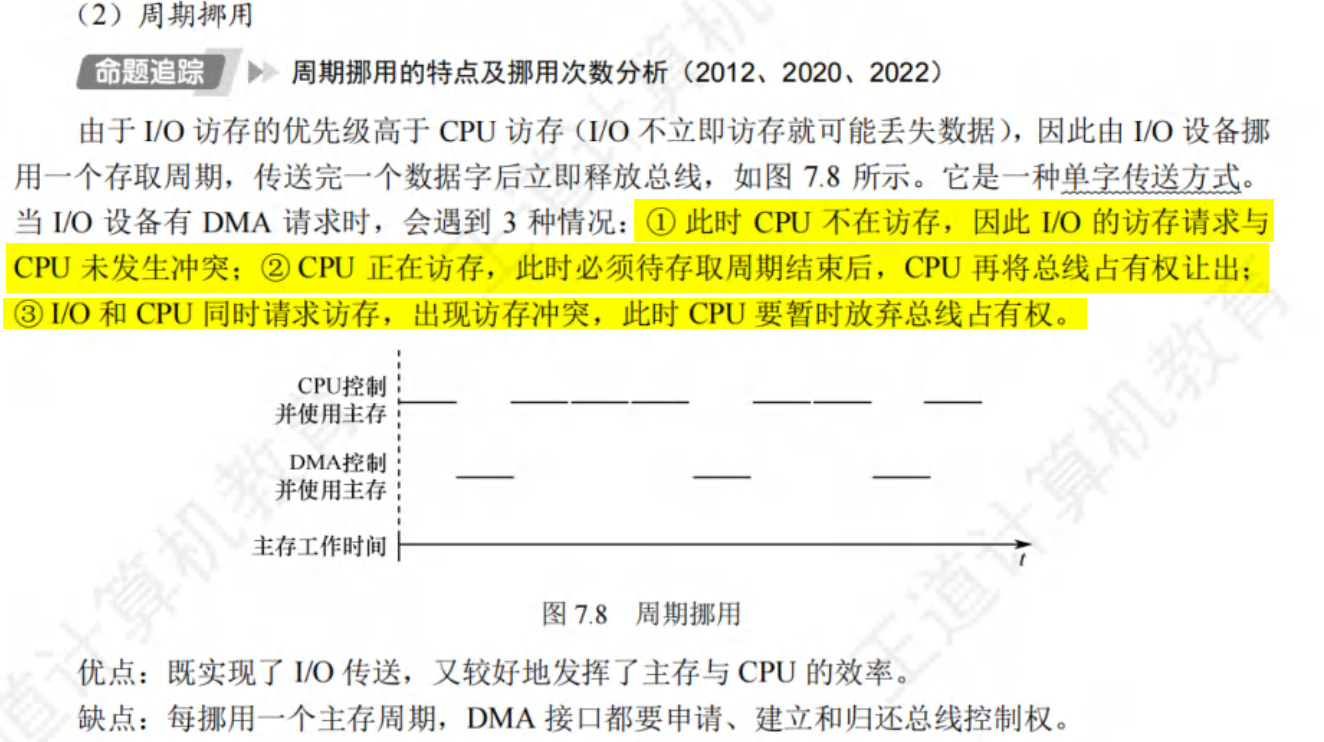 （2）周期挪用
命题追踪 周期挪用的特点及挪用次数分析（2012、2020、2022）
由于 I/O 访存的优先级高于 CPU 访存（I/O 不立即访存就可能丢失数据），因此由 I/O 设备挪
用一个存取周期，传送完一个数据字后立即释放总线，如图 7.8 所示。它是一种单字传送方式。
当 I/O 设备有 DMA 请求时，会遇到 3 种情况：① 此时 CPU 不在访存，因此 I/O 的访存请求与
CPU 未发生冲突；② CPU 正在访存，此时必须待存取周期结束后，CPU 再将总线占有权让出；
③ I/O 和 CPU 同时请求访存，出现访存冲突，此时 CPU 要暂时放弃总线占有权。
CPU控制
并使用主存
DMA控制
并使用主存
主存工作时间
t
图 7.8 周期挪用
优点：既实现了 I/O 传送，又较好地发挥了主存与 CPU 的效率。
缺点：每挪用一个主存周期，DMA 接口都要申请、建立和归还总线控制权。
王道计算机教育